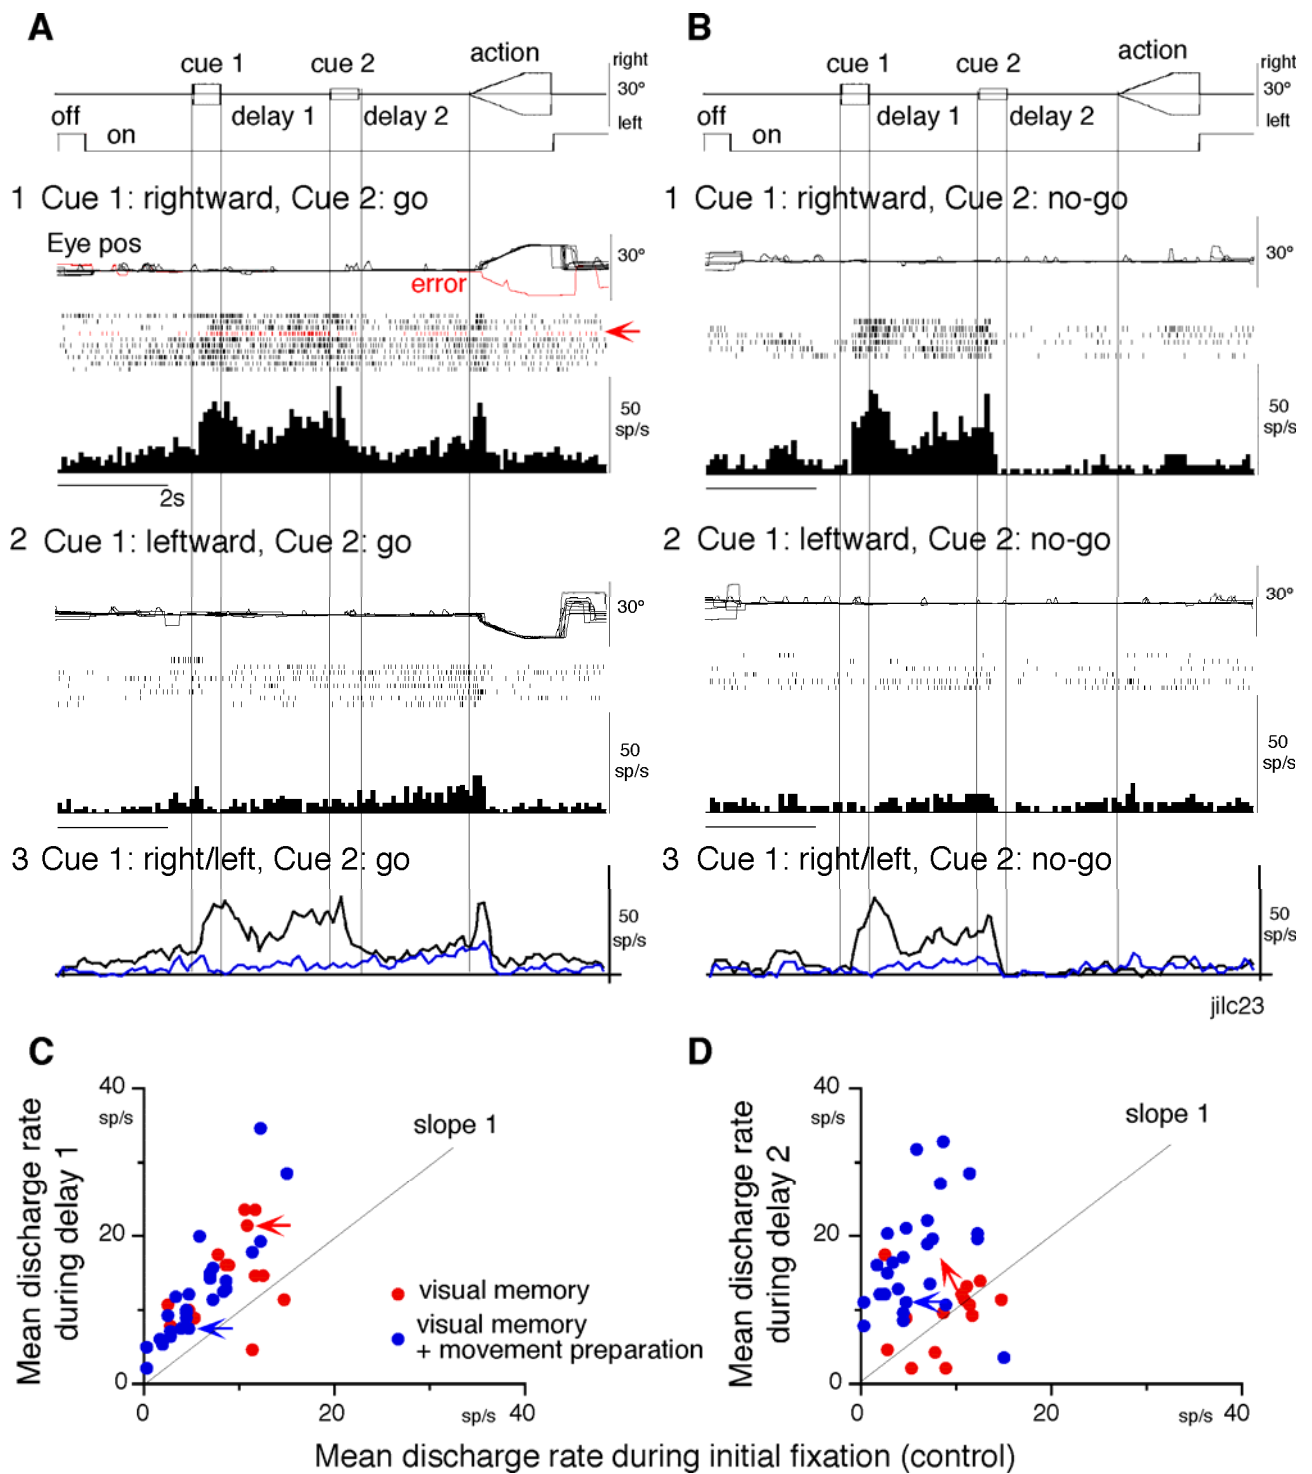 A
cue 1 cue 2 action right
30º
off on delay 1 delay 2 left
1 Cue 1: rightward, Cue 2: go
Eye pos
30º
error
50
sp/s
2s
2 Cue 1: leftward, Cue 2: go
30º
50
sp/s
3 Cue 1: right/left, Cue 2: go
50
sp/s
B
cue 1 cue 2 action right
30º
off on delay 1 delay 2 left
1 Cue 1: rightward, Cue 2: no-go
30º
50
sp/s
2 Cue 1: leftward, Cue 2: no-go
30º
50
sp/s
3 Cue 1: right/left, Cue 2: no-go
50
sp/s
jilc23
C
Mean discharge rate
during delay 1
40
sp/s
20
0
slope 1
visual memory
visual memory
+ movement preparation
0 20 sp/s 40
D
Mean discharge rate
during delay 2
40
sp/s
20
0
slope 1
0 20 sp/s 40
Mean discharge rate during initial fixation (control)